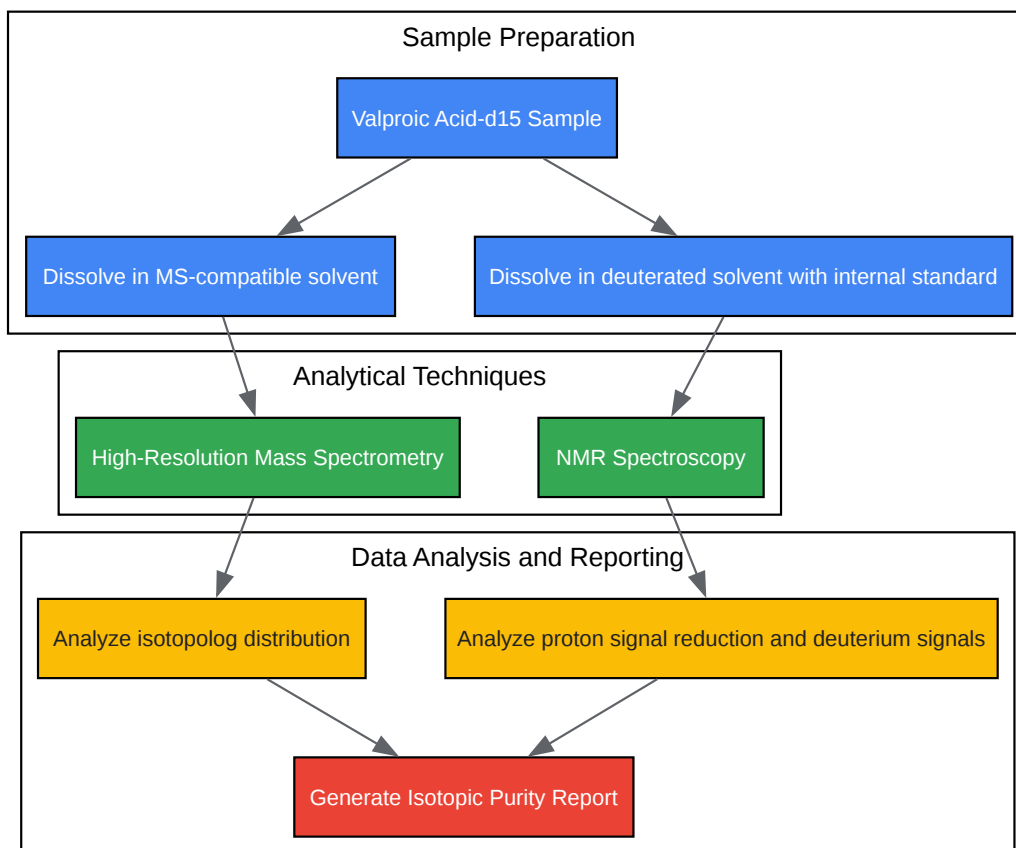 Sample Preparation
Valproic Acid-d15 Sample
Dissolve in MS-compatible solvent
Dissolve in deuterated solvent with internal standard
Analytical Techniques
High-Resolution Mass Spectrometry
NMR Spectroscopy
Data Analysis and Reporting
Analyze isotopolog distribution
Analyze proton signal reduction and deuterium signals
Generate Isotopic Purity Report